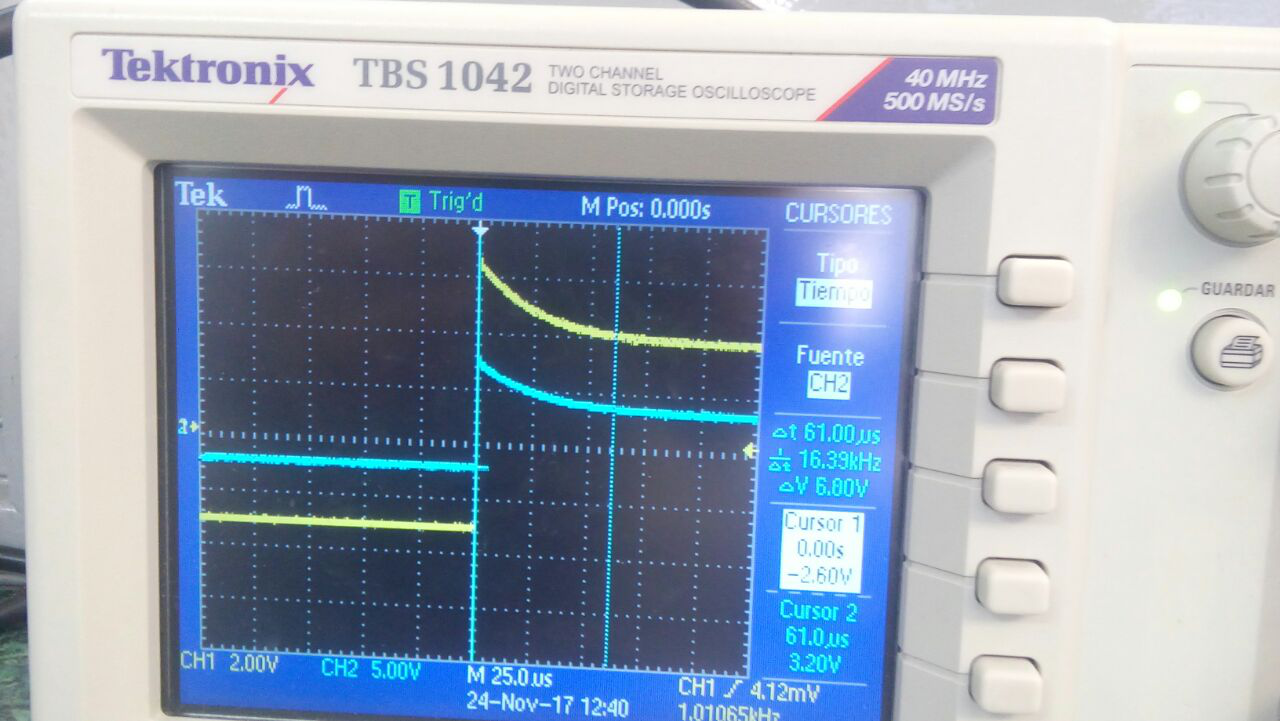 Tektronix TBS 1042 TWO CHANNEL
DIGITAL STORAGE OSCILLOSCOPE
40 MHz
500 MS/s
Tek T Trig'd M Pos: 0.000s CURSORES
Tipo
Tiempo
GUARDAR
Fuente
CH2
Δt 61.00µs
1/Δt 16.39kHz
ΔV 6.80V
Cursor 1
0.00s
-2.60V
Cursor 2
61.0µs
3.20V
CH1 2.00V CH2 5.00V M 25.0µs CH1 / 4.12mV
24-Nov-17 12:40 1.01065kHz